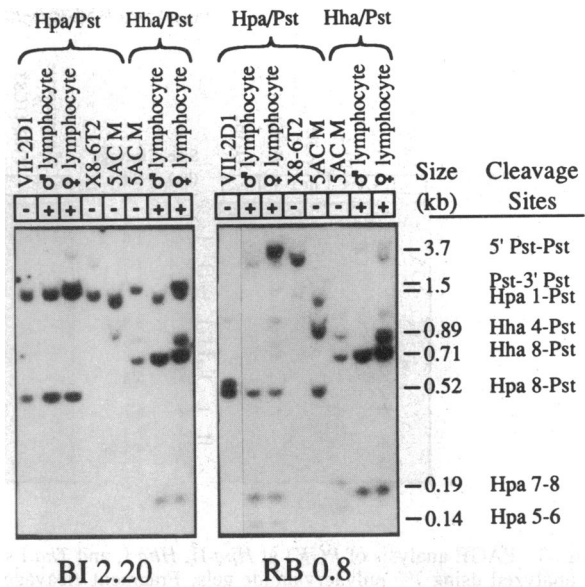 Hpa/Pst Hha/Pst Hpa/Pst Hha/Pst
VII-2D1 ♂ lymphocyte ♀ lymphocyte X8-6T2 5AC M 5AC M ♂ lymphocyte ♀ lymphocyte VII-2D1 ♂ lymphocyte ♀ lymphocyte X8-6T2 5AC M 5AC M ♂ lymphocyte ♀ lymphocyte
Size (kb) Cleavage Sites
- + + - - - + + - + + - - - + +
3.7 5' Pst-Pst
1.5 Pst-3' Pst
Hpa 1-Pst
0.89 Hha 4-Pst
0.71 Hha 8-Pst
0.52 Hpa 8-Pst
0.19 Hpa 7-8
0.14 Hpa 5-6
BI 2.20 RB 0.8